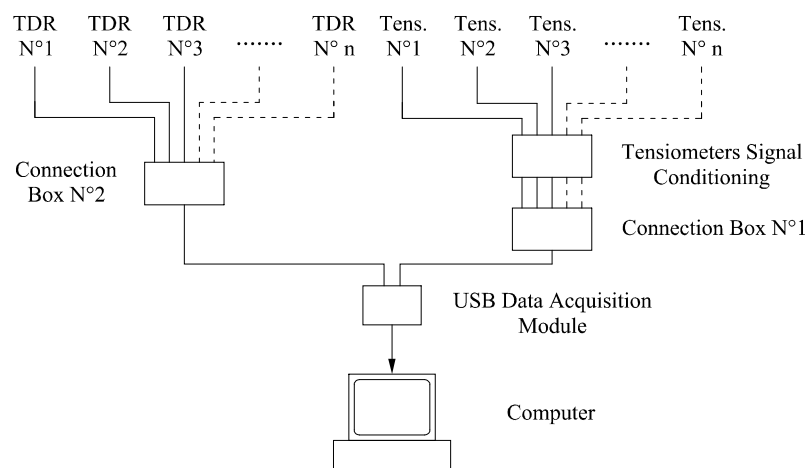 TDR TDR TDR ....... TDR Tens. Tens. Tens. ....... Tens.
N°1 N°2 N°3 N° n N°1 N°2 N°3 N° n
Connection
Box N°2
Tensiometers Signal
Conditioning
Connection Box N°1
USB Data Acquisition
Module
Computer